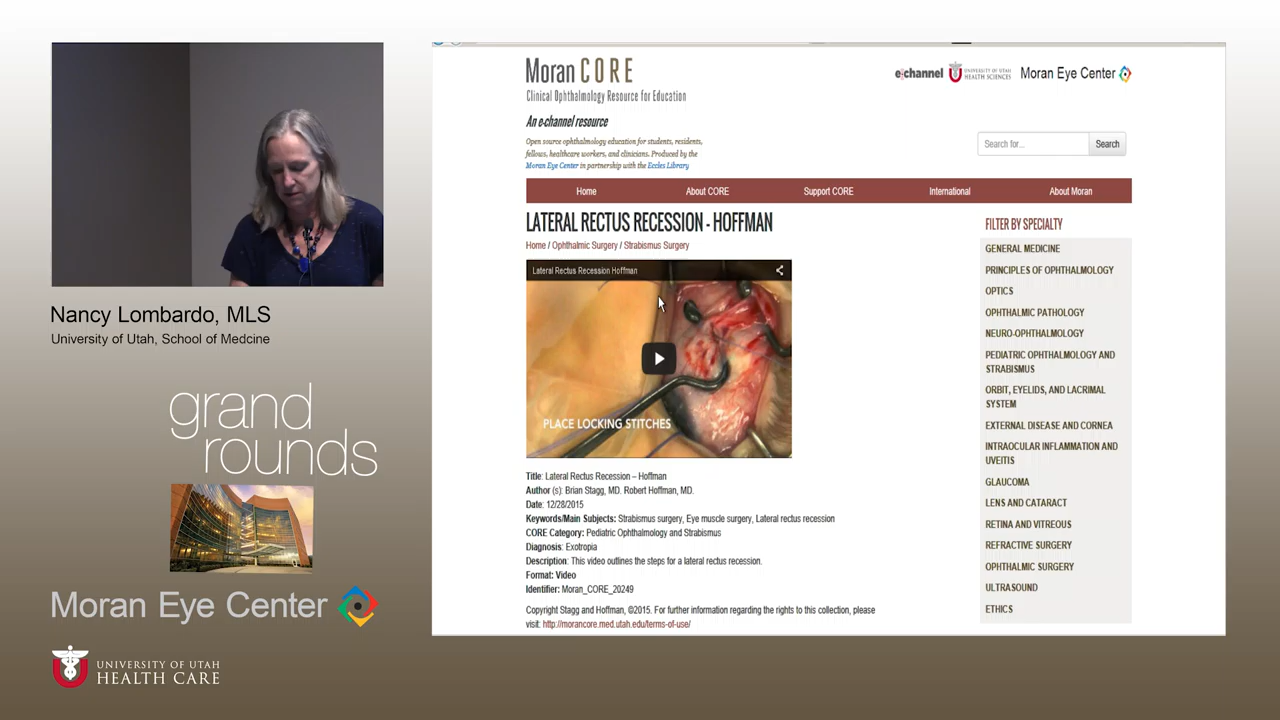 Nancy Lombardo, MLS
University of Utah, School of Medcine
grand
rounds
Moran Eye Center
UNIVERSITY OF UTAH
HEALTH CARE
Moran CORE
Clinical Ophthalmology Resource for Education
An e-channel resource
Open source ophthalmology education for students, residents,
fellows, healthcare workers, and clinicians. Produced by the
Moran Eye Center in partnership with the Eccles Library
e-channel
UNIVERSITY OF UTAH
HEALTH SCIENCES
Moran Eye Center
Search for...
Search
Home
About CORE
Support CORE
International
About Moran
LATERAL RECTUS RECESSION - HOFFMAN
Home / Ophthalmic Surgery / Strabismus Surgery
Lateral Rectus Recession Hoffman
PLACE LOCKING STITCHES
Title: Lateral Rectus Recession – Hoffman
Author (s): Brian Stagg, MD. Robert Hoffman, MD.
Date: 12/28/2015
Keywords/Main Subjects: Strabismus surgery, Eye muscle surgery, Lateral rectus recession
CORE Category: Pediatric Ophthalmology and Strabismus
Diagnosis: Exotropia
Description: This video outlines the steps for a lateral rectus recession.
Format: Video
Identifier: Moran_CORE_20249
Copyright Stagg and Hoffman, ©2015. For further information regarding the rights to this collection, please
visit: http://morancore.med.utah.edu/terms-of-use/
FILTER BY SPECIALTY
GENERAL MEDICINE
PRINCIPLES OF OPHTHALMOLOGY
OPTICS
OPHTHALMIC PATHOLOGY
NEURO-OPHTHALMOLOGY
PEDIATRIC OPHTHALMOLOGY AND
STRABISMUS
ORBIT, EYELIDS, AND LACRIMAL
SYSTEM
EXTERNAL DISEASE AND CORNEA
INTRAOCULAR INFLAMMATION AND
UVEITIS
GLAUCOMA
LENS AND CATARACT
RETINA AND VITREOUS
REFRACTIVE SURGERY
OPHTHALMIC SURGERY
ULTRASOUND
ETHICS